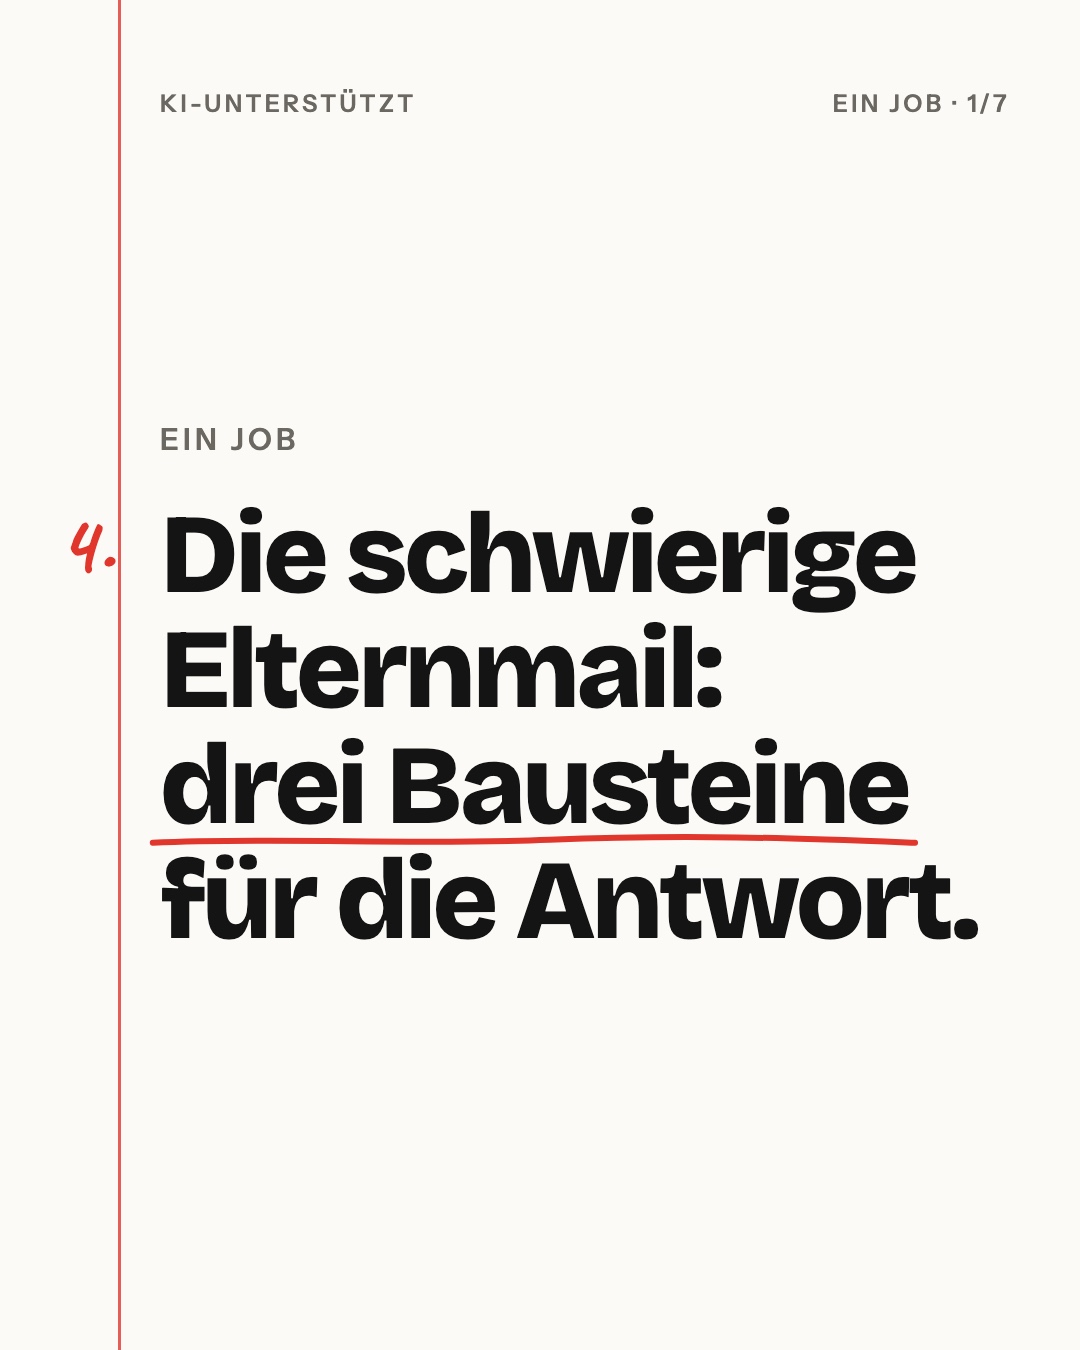 KI-UNTERSTÜTZT
EIN JOB · 1/7
EIN JOB
4.
Die schwierige
Elternmail:
drei Bausteine
für die Antwort.